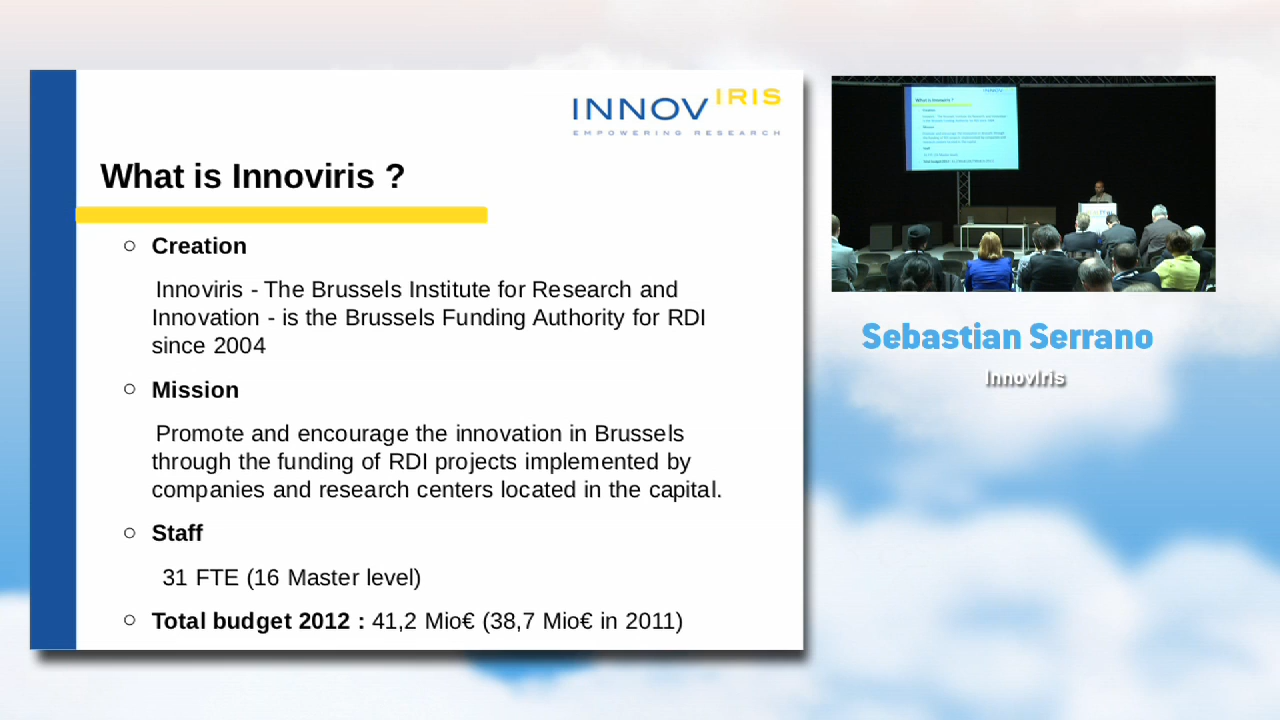 INNOVIRIS
EMPOWERING RESEARCH
What is Innoviris ?
Creation
Innoviris - The Brussels Institute for Research and
Innovation - is the Brussels Funding Authority for RDI
since 2004
Mission
Promote and encourage the innovation in Brussels
through the funding of RDI projects implemented by
companies and research centers located in the capital.
Staff
31 FTE (16 Master level)
Total budget 2012 : 41,2 Mio€ (38,7 Mio€ in 2011)
Sebastian Serrano
InnovIris